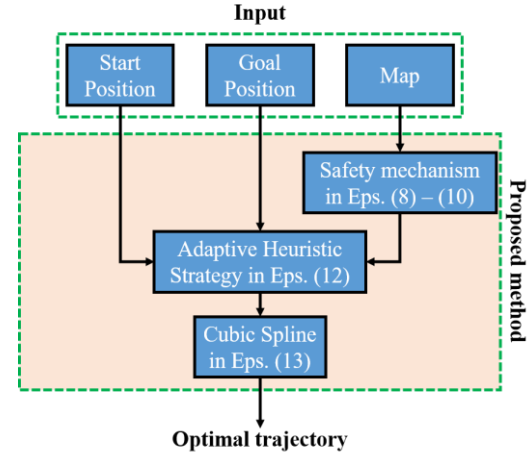 Input
Start
Position
Goal
Position
Map
Safety mechanism
in Eps. (8) – (10)
Adaptive Heuristic
Strategy in Eps. (12)
Cubic Spline
in Eps. (13)
Proposed method
Optimal trajectory